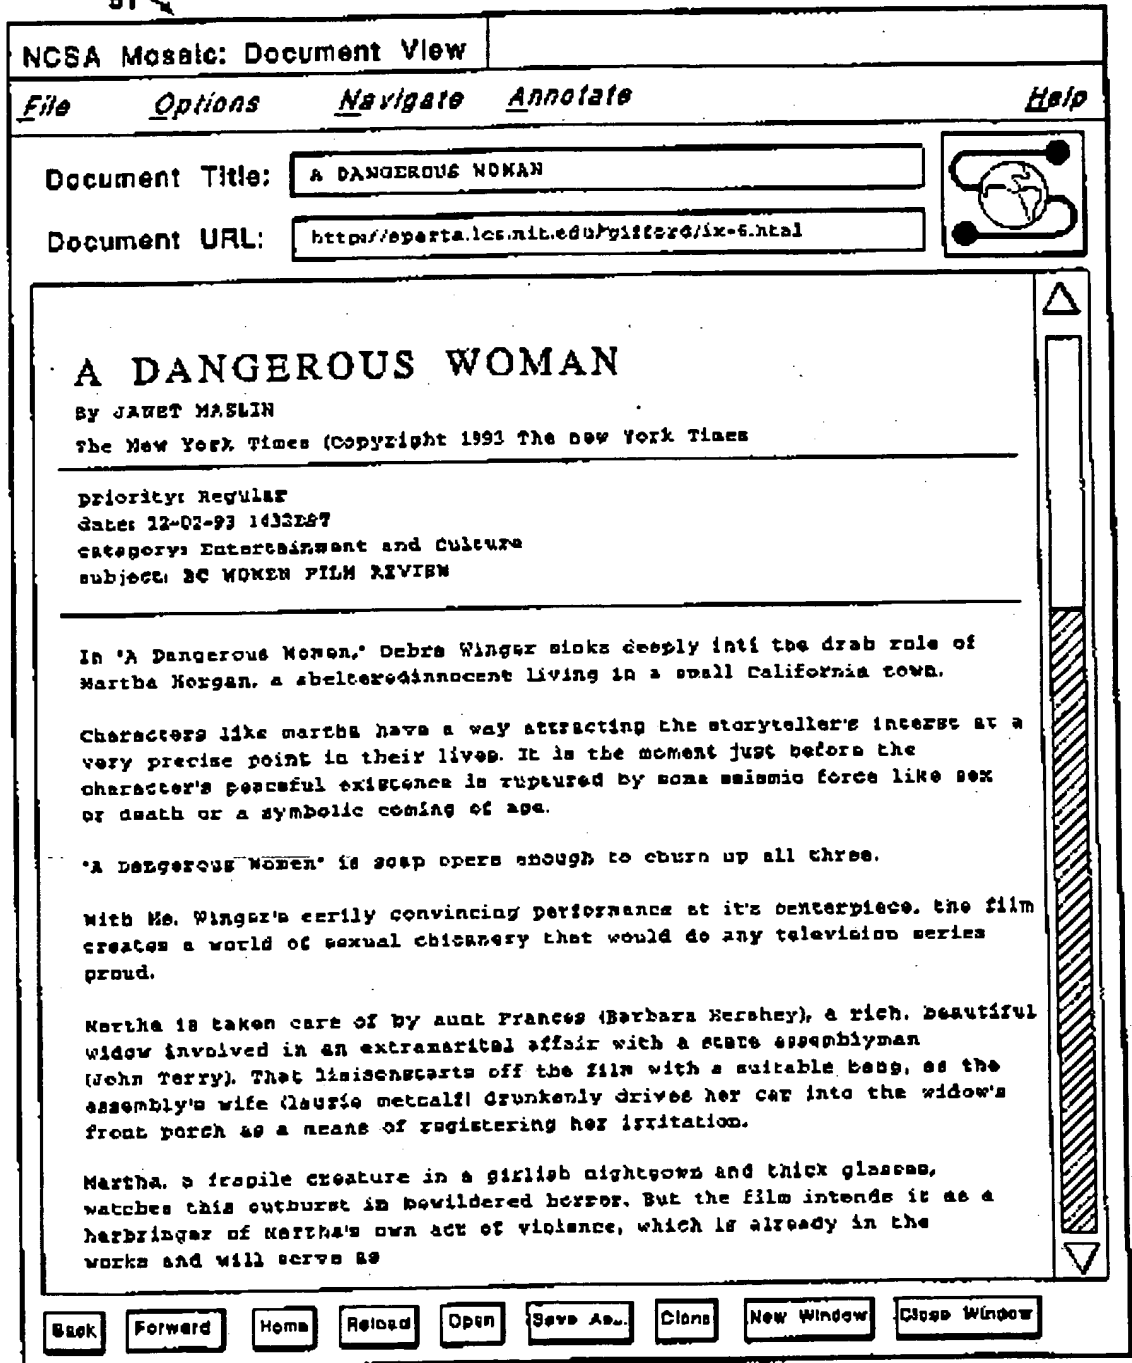 NCSA Mosaic: Document View
File Options Navigate Annotate Help
Document Title: A DANGEROUS WOMAN
Document URL: http://sparta.lcs.mit.edu/gifford/ix-6.html
A DANGEROUS WOMAN
By JANET MASLIN
The New York Times (Copyright 1993 The new York Times
priority: Regular
date: 12-02-93 1432EST
category: Entertainment and Culture
subject: BC WOMEN FILM REVIEW
In "A Dangerous Women," Debra Winger sinks deeply inti the drab role of
Martha Horgan, a shelteredinnocent living in a small California town.
Characters like martha have a way attracting the storyteller's interst at a
very precise point in their lives. It is the moment just before the
character's peaceful existence is ruptured by some seismic force like sex
or death or a symbolic coming of age.
"A Dangerous Women" is soap opera enough to churn up all three.
With Ms. Winger's eerily convincing performance at it's centerpiece, the film
creates a world of sexual chicanery that would do any television series
proud.
Martha is taken care of by aunt Frances (Barbara Hershey), a rich, beautiful
widow involved in an extramarital affair with a state assemblyman
(John Terry). That liaisonstarts off the film with a suitable bang, as the
assembly's wife (laurie metcalf) drunkenly drives her car into the widow's
front porch as a means of registering her irritation.
Martha, a fragile creature in a girlish nightgown and thick glasses,
watches this outburst in bewildered horror. But the film intends it as a
harbringer of Martha's own act of violence, which is already in the
works and will serve as
Back Forward Home Reload Open Save As... Clone New Window Close Window